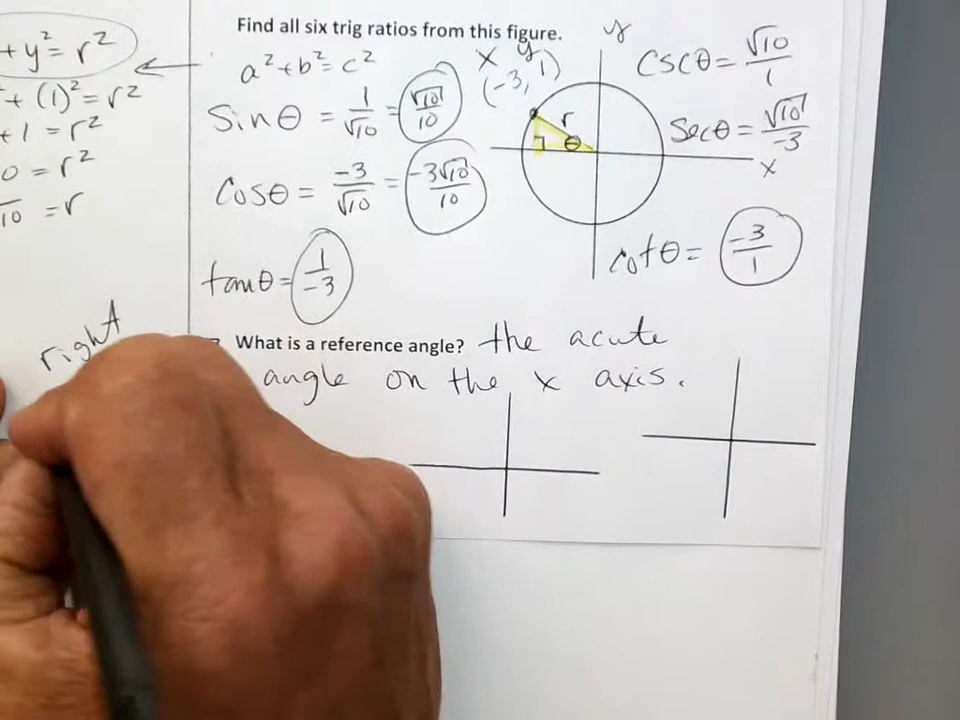 Find all six trig ratios from this figure.
+ y² = r²
+ (1)² = r²
+ 1 = r²
0 = r²
√10 = r
a² + b² = c²
Sin θ = 1/√10 = √10/10
Cos θ = -3/√10 = -3√10/10
tan θ = 1/-3
x y
(-3, 1)
y
r
θ
x
Csc θ = √10/1
Sec θ = √10/-3
cot θ = -3/1
right
What is a reference angle? the acute
angle on the x axis.